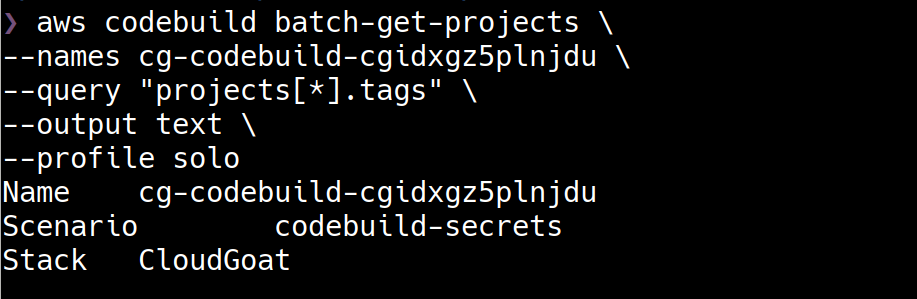 ❯ aws codebuild batch-get-projects \
--names cg-codebuild-cgidxgz5plnjdu \
--query "projects[*].tags" \
--output text \
--profile solo
Name    cg-codebuild-cgidxgz5plnjdu
Scenario        codebuild-secrets
Stack   CloudGoat